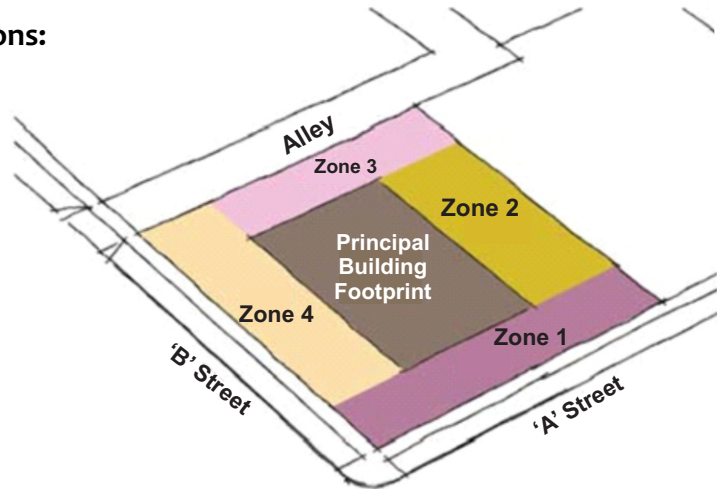 ons:
Alley
Zone 3
Zone 2
Principal
Building
Footprint
Zone 4
Zone 1
‘B’ Street
‘A’ Street